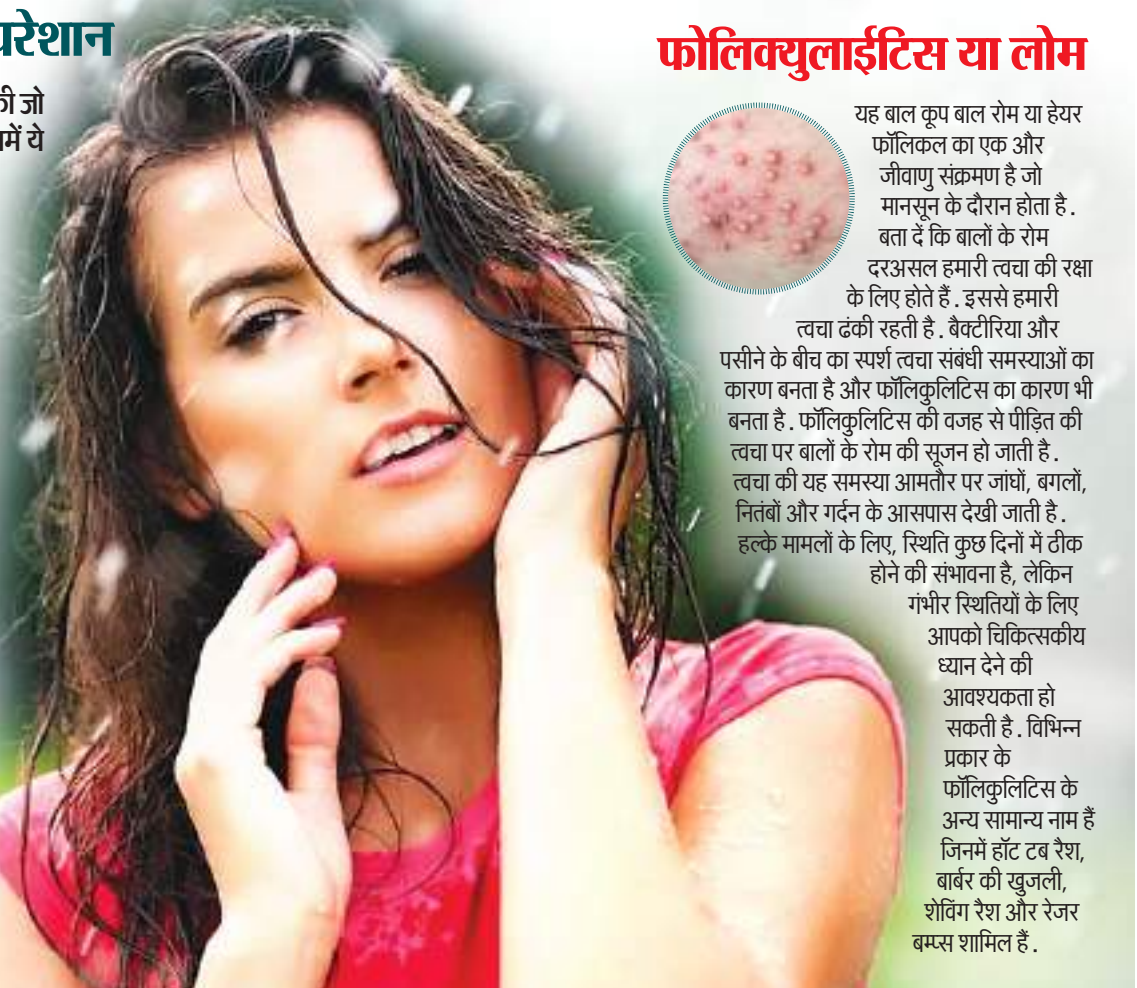 परेशान
की जो
में ये
फोलिक्युलाईटिस या लोम
यह बाल कूप बाल रोम या हेयर
फॉलिकल का एक और
जीवाणु संक्रमण है जो
मानसून के दौरान होता है.
बता दें कि बालों के रोम
दरअसल हमारी त्वचा की रक्षा
के लिए होते हैं. इससे हमारी
त्वचा ढंकी रहती है. बैक्टीरिया और
पसीने के बीच का स्पर्श त्वचा संबंधी समस्याओं का
कारण बनता है और फॉलिकुलिटिस का कारण भी
बनता है. फॉलिकुलिटिस की वजह से पीड़ित की
त्वचा पर बालों के रोम की सूजन हो जाती है.
त्वचा की यह समस्या आमतौर पर जांघों, बगलों,
नितंबों और गर्दन के आसपास देखी जाती है.
हल्के मामलों के लिए, स्थिति कुछ दिनों में ठीक
होने की संभावना है, लेकिन
गंभीर स्थितियों के लिए
आपको चिकित्सकीय
ध्यान देने की
आवश्यकता हो
सकती है. विभिन्न
प्रकार के
फॉलिकुलिटिस के
अन्य सामान्य नाम हैं
जिनमें हॉट टब रैश,
बार्बर की खुजली,
शेविंग रैश और रेजर
बम्प्स शामिल हैं.